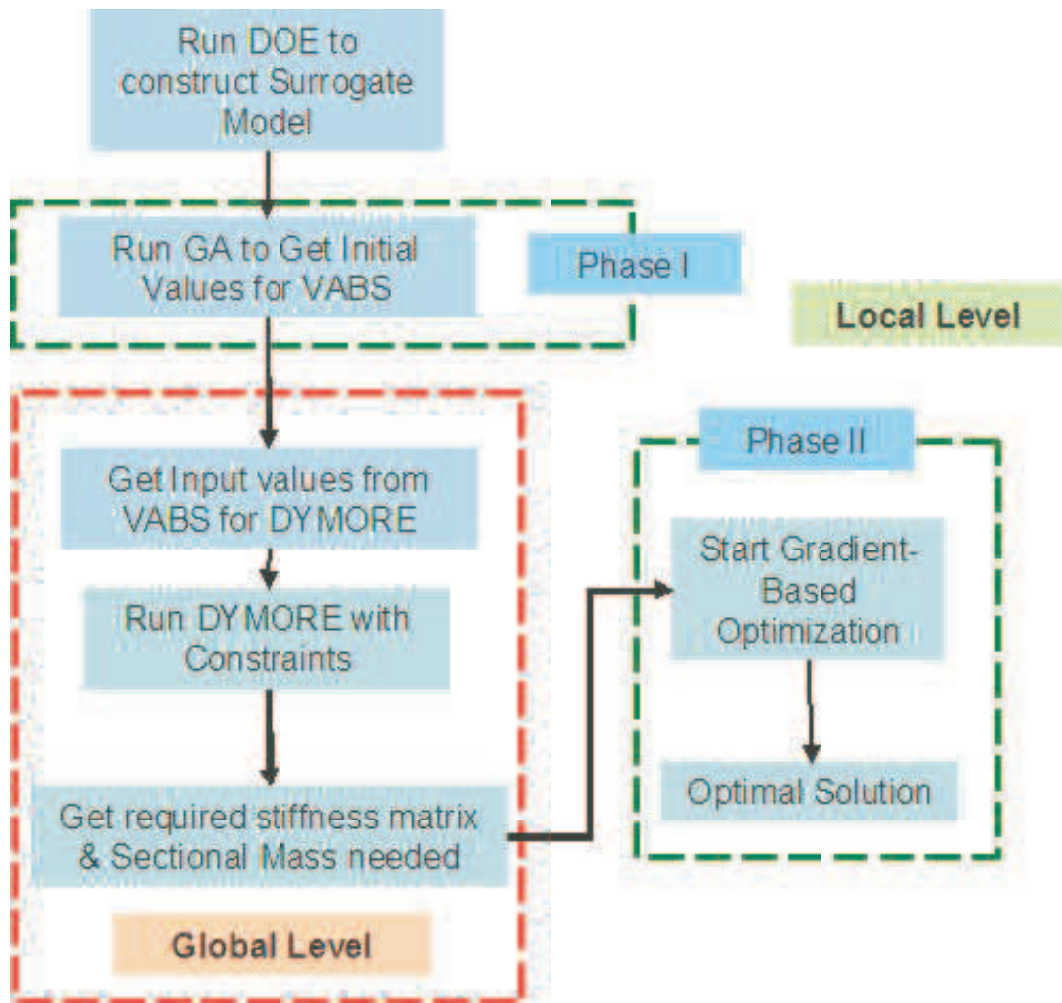 Run DOE to
construct Surrogate
Model
Run GA to Get Initial
Values for VABS
Phase I
Local Level
Get Input values from
VABS for DYMORE
Run DYMORE with
Constraints
Get required stiffness matrix
& Sectional Mass needed
Global Level
Phase II
Start Gradient-
Based
Optimization
Optimal Solution